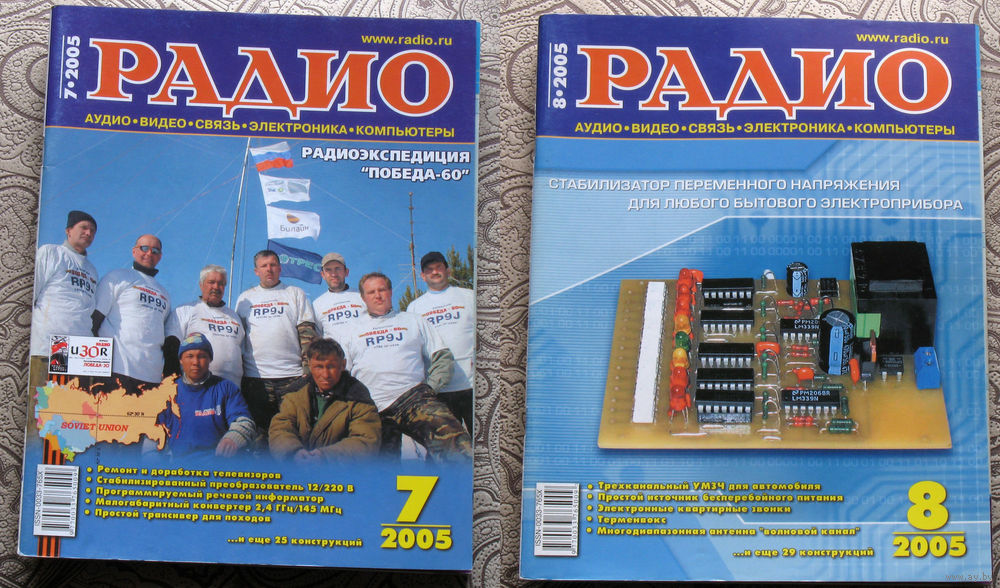 7•2005
www.radio.ru
РАДИО
АУДИО•ВИДЕО•СВЯЗЬ•ЭЛЕКТРОНИКА•КОМПЬЮТЕРЫ
РАДИОЭКСПЕДИЦИЯ
"ПОБЕДА-60"
Билайн
RP9J
RP9J
RP9J
RP9J
RP9J
RP9J
U3OR
ПОБЕДА-30
SOVIET UNION
• Ремонт и доработка телевизоров
• Стабилизированный преобразователь 12/220 В
• Программируемый речевой информатор
• Малогабаритный конвертер 2,4 ГГц/145 МГц
• Простой трансивер для походов
...и еще 25 конструкций
7
2005
8•2005
www.radio.ru
РАДИО
АУДИО•ВИДЕО•СВЯЗЬ•ЭЛЕКТРОНИКА•КОМПЬЮТЕРЫ
СТАБИЛИЗАТОР ПЕРЕМЕННОГО НАПРЯЖЕНИЯ
ДЛЯ ЛЮБОГО БЫТОВОГО ЭЛЕКТРОПРИБОРА
LM339N
LM339N
• Трехканальный УМЗЧ для автомобиля
• Простой источник бесперебойного питания
• Электронные квартирные звонки
• Терменвокс
• Многодиапазонная антенна "волновой канал"
...и еще 29 конструкций
8
2005